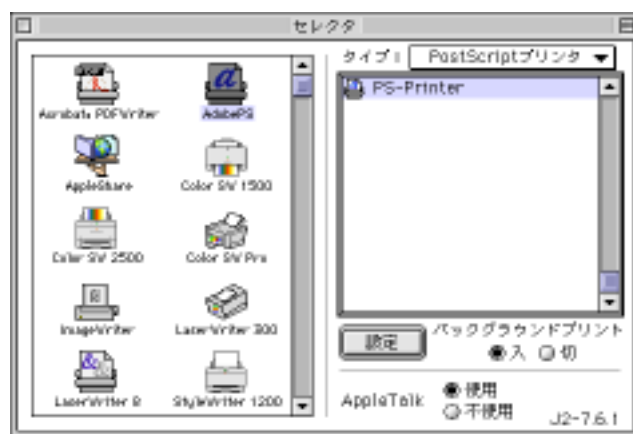 セレクタ
Acrobat™ PDFWriter
AdobePS
AppleShare
Color SW 1500
Color SW 2500
Color SW Pro
ImageWriter
LaserWriter 300
LaserWriter 8
StyleWriter 1200
タイプ： PostScriptプリンタ
PS-Printer
設定
バックグラウンドプリント
入 切
AppleTalk
使用
不使用
J2-7.6.1